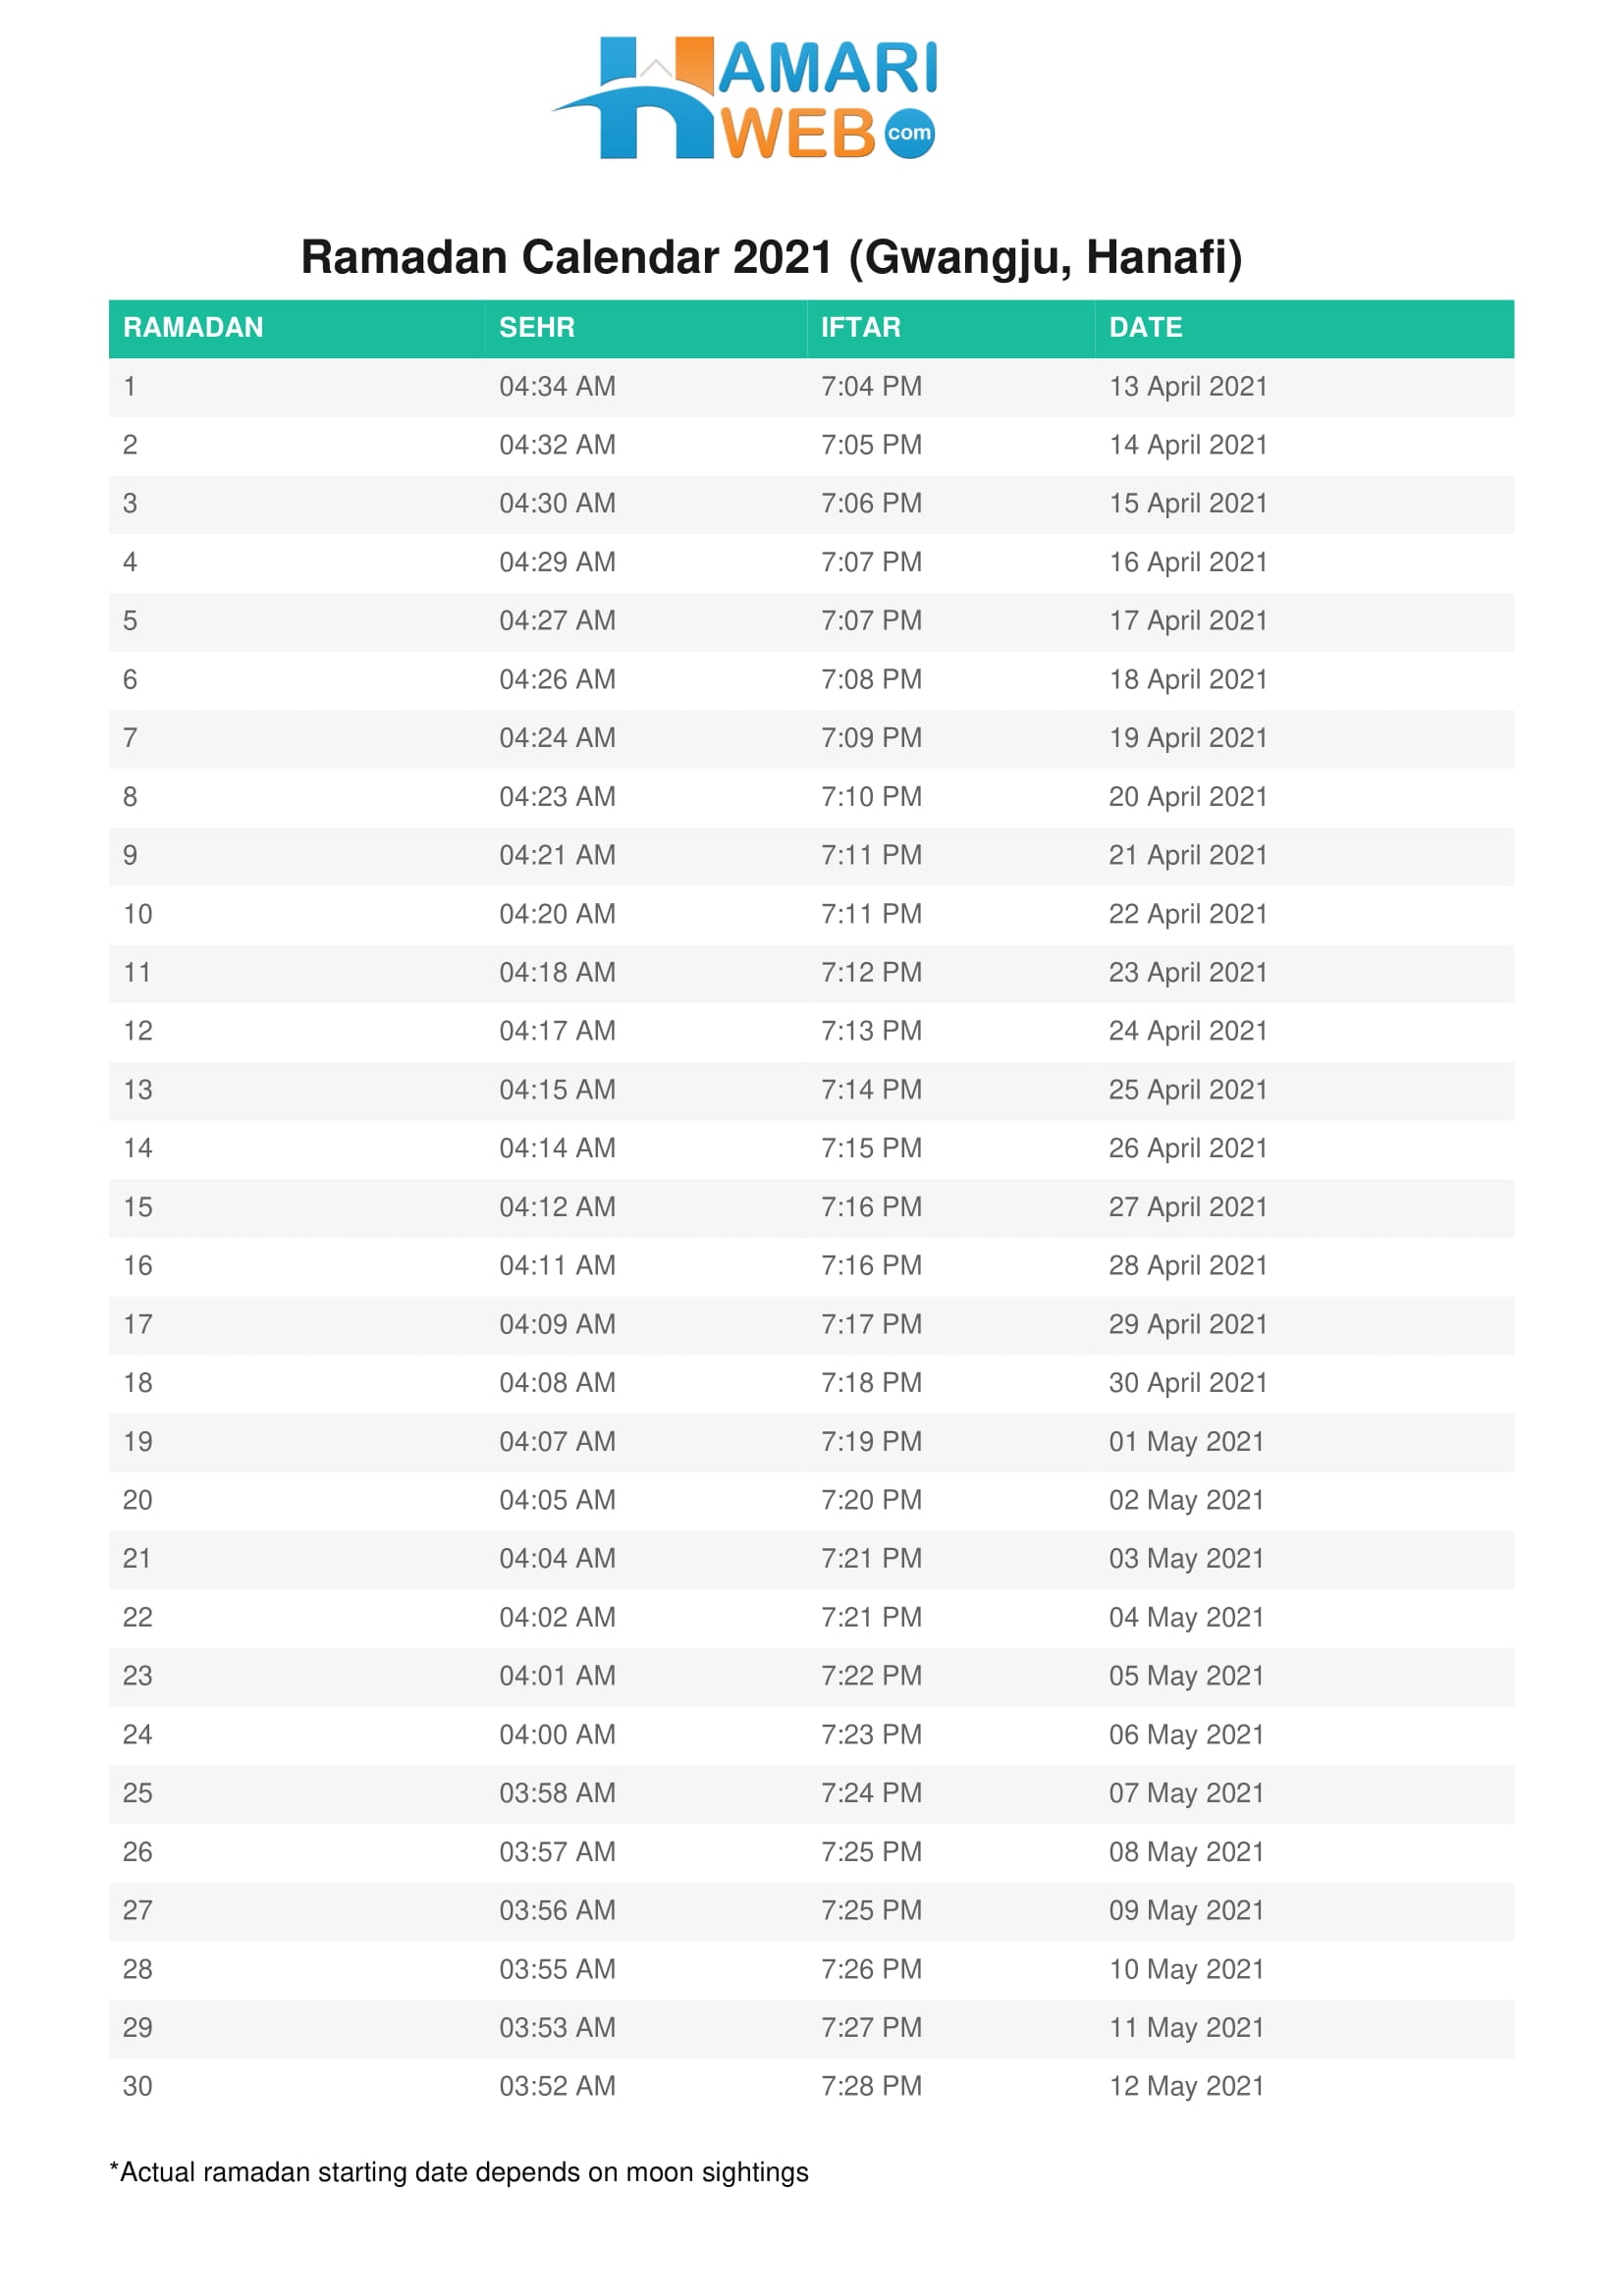 HAMARI
WEB com
Ramadan Calendar 2021 (Gwangju, Hanafi)
RAMADAN SEHR IFTAR DATE
1 04:34 AM 7:04 PM 13 April 2021
2 04:32 AM 7:05 PM 14 April 2021
3 04:30 AM 7:06 PM 15 April 2021
4 04:29 AM 7:07 PM 16 April 2021
5 04:27 AM 7:07 PM 17 April 2021
6 04:26 AM 7:08 PM 18 April 2021
7 04:24 AM 7:09 PM 19 April 2021
8 04:23 AM 7:10 PM 20 April 2021
9 04:21 AM 7:11 PM 21 April 2021
10 04:20 AM 7:11 PM 22 April 2021
11 04:18 AM 7:12 PM 23 April 2021
12 04:17 AM 7:13 PM 24 April 2021
13 04:15 AM 7:14 PM 25 April 2021
14 04:14 AM 7:15 PM 26 April 2021
15 04:12 AM 7:16 PM 27 April 2021
16 04:11 AM 7:16 PM 28 April 2021
17 04:09 AM 7:17 PM 29 April 2021
18 04:08 AM 7:18 PM 30 April 2021
19 04:07 AM 7:19 PM 01 May 2021
20 04:05 AM 7:20 PM 02 May 2021
21 04:04 AM 7:21 PM 03 May 2021
22 04:02 AM 7:21 PM 04 May 2021
23 04:01 AM 7:22 PM 05 May 2021
24 04:00 AM 7:23 PM 06 May 2021
25 03:58 AM 7:24 PM 07 May 2021
26 03:57 AM 7:25 PM 08 May 2021
27 03:56 AM 7:25 PM 09 May 2021
28 03:55 AM 7:26 PM 10 May 2021
29 03:53 AM 7:27 PM 11 May 2021
30 03:52 AM 7:28 PM 12 May 2021
*Actual ramadan starting date depends on moon sightings